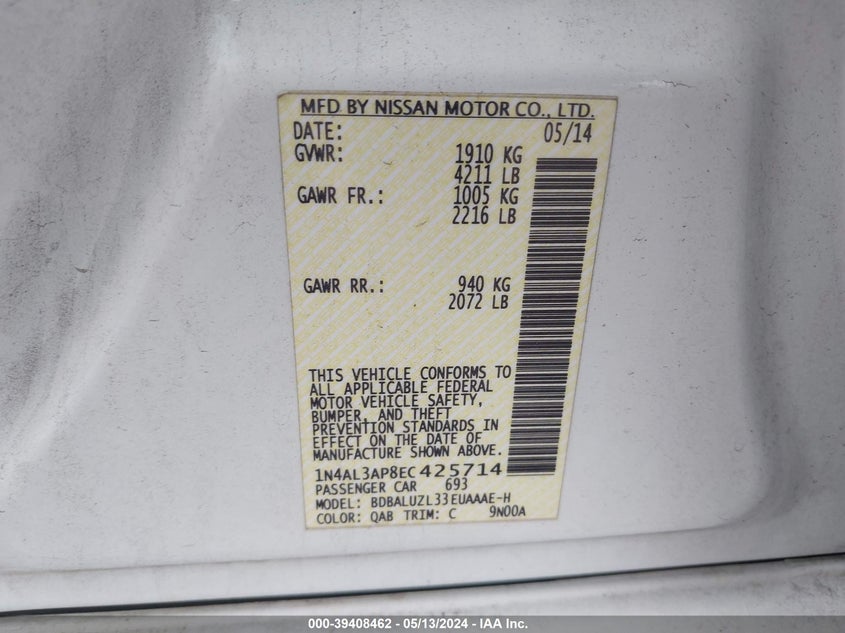 MFD BY NISSAN MOTOR CO., LTD.
DATE: 05/14
GVWR: 1910 KG
4211 LB
GAWR FR.: 1005 KG
2216 LB
GAWR RR.: 940 KG
2072 LB
THIS VEHICLE CONFORMS TO
ALL APPLICABLE FEDERAL
MOTOR VEHICLE SAFETY,
BUMPER, AND THEFT
PREVENTION STANDARDS IN
EFFECT ON THE DATE OF
MANUFACTURE SHOWN ABOVE.
1N4AL3AP8EC425714
PASSENGER CAR 693
MODEL: BDBALUZL33EUAAAE-H
COLOR: QAB TRIM: C 9N00A
000-39408462 - 05/13/2024 - IAA Inc.